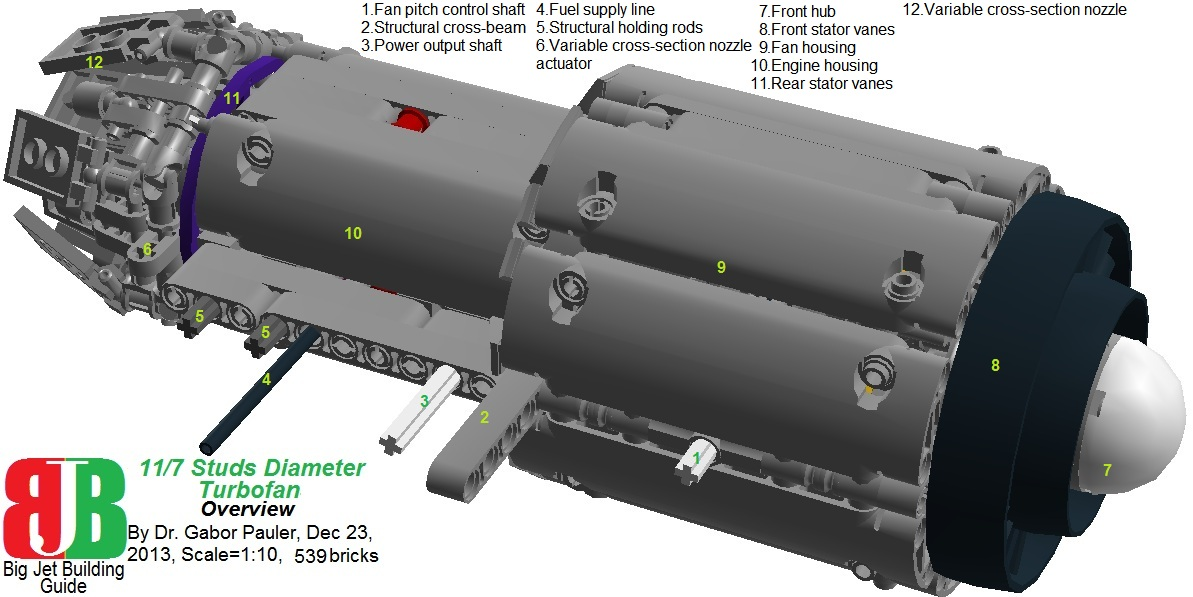 1.Fan pitch control shaft
2.Structural cross-beam
3.Power output shaft
4.Fuel supply line
5.Structural holding rods
6.Variable cross-section nozzle
actuator
7.Front hub
8.Front stator vanes
9.Fan housing
10.Engine housing
11.Rear stator vanes
12.Variable cross-section nozzle
12
11
10
9
6
5
5
4
3
2
1
8
7
BJB
Big Jet Building
Guide
11/7 Studs Diameter
Turbofan
Overview
By Dr. Gabor Pauler, Dec 23,
2013, Scale=1:10, 539bricks